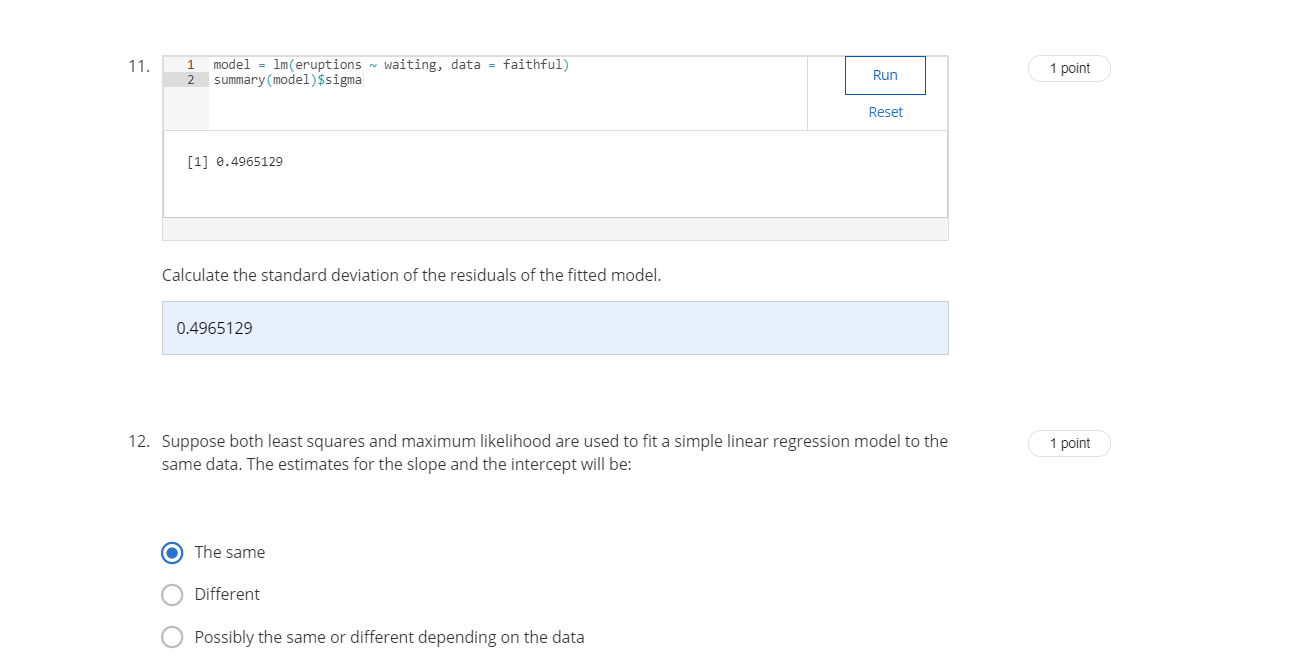 11.
1 model = lm(eruptions ~ waiting, data = faithful)
2 summary(model)$sigma
Run
Reset
1 point
[1] 0.4965129
Calculate the standard deviation of the residuals of the fitted model.
0.4965129
12. Suppose both least squares and maximum likelihood are used to fit a simple linear regression model to the
same data. The estimates for the slope and the intercept will be:
1 point
The same
Different
Possibly the same or different depending on the data